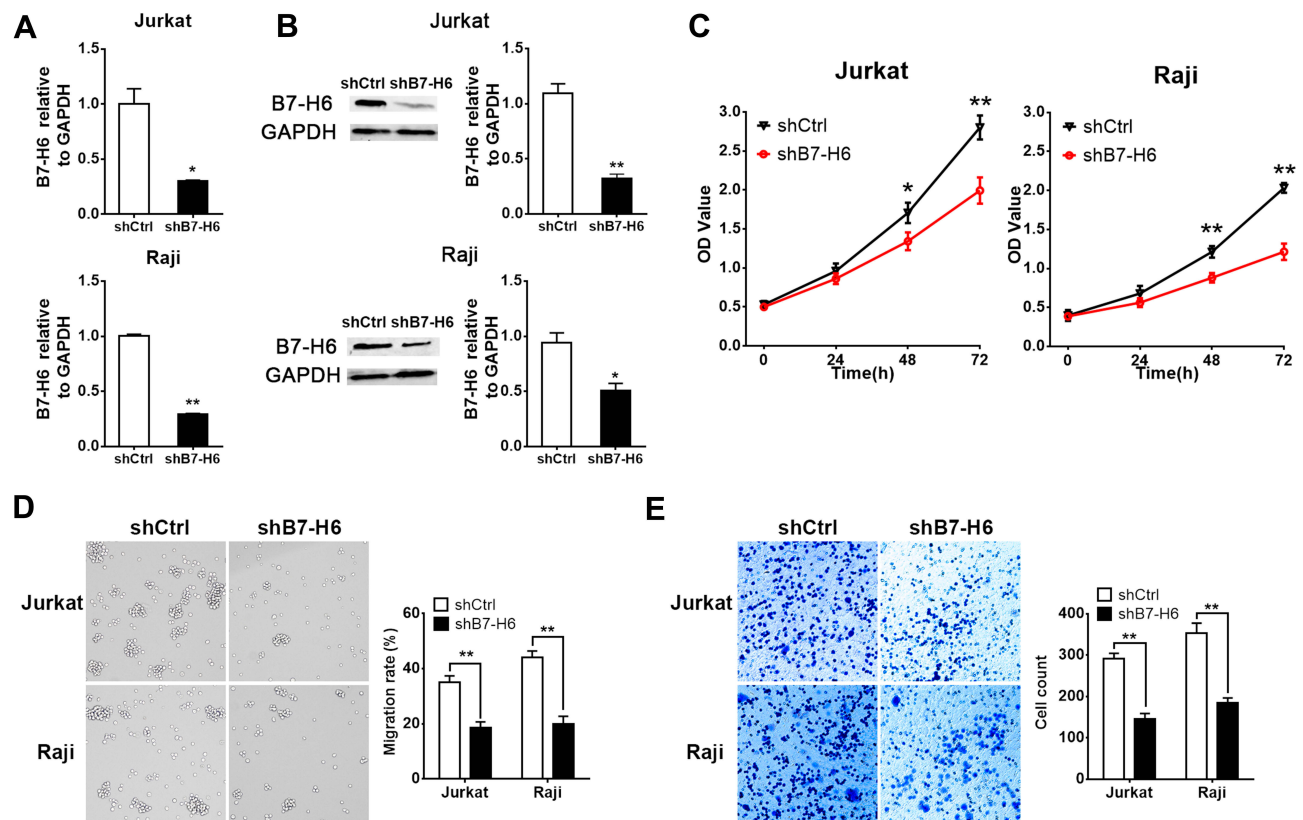 A
Jurkat
B7-H6 relative
to GAPDH
1.5
1.0
0.5
0.0
*
shCtrl shB7-H6
Raji
B7-H6 relative
to GAPDH
1.5
1.0
0.5
0.0
**
shCtrl shB7-H6
B
Jurkat
shCtrl shB7-H6
B7-H6
GAPDH
B7-H6 relative
to GAPDH
1.5
1.0
0.5
0.0
**
shCtrl shB7-H6
Raji
shCtrl shB7-H6
B7-H6
GAPDH
B7-H6 relative
to GAPDH
1.5
1.0
0.5
0.0
*
shCtrl shB7-H6
C
Jurkat
OD Value
3.0
2.5
2.0
1.5
1.0
0.5
0.0
shCtrl
shB7-H6
*
**
0 24 48 72
Time(h)
Raji
OD Value
3.0
2.5
2.0
1.5
1.0
0.5
0.0
shCtrl
shB7-H6
**
**
0 24 48 72
Time(h)
D
shCtrl shB7-H6
Jurkat
Raji
Migration rate (%)
60
40
20
0
shCtrl
shB7-H6
**
**
Jurkat Raji
E
shCtrl shB7-H6
Jurkat
Raji
Cell count
400
300
200
100
0
shCtrl
shB7-H6
**
**
Jurkat Raji